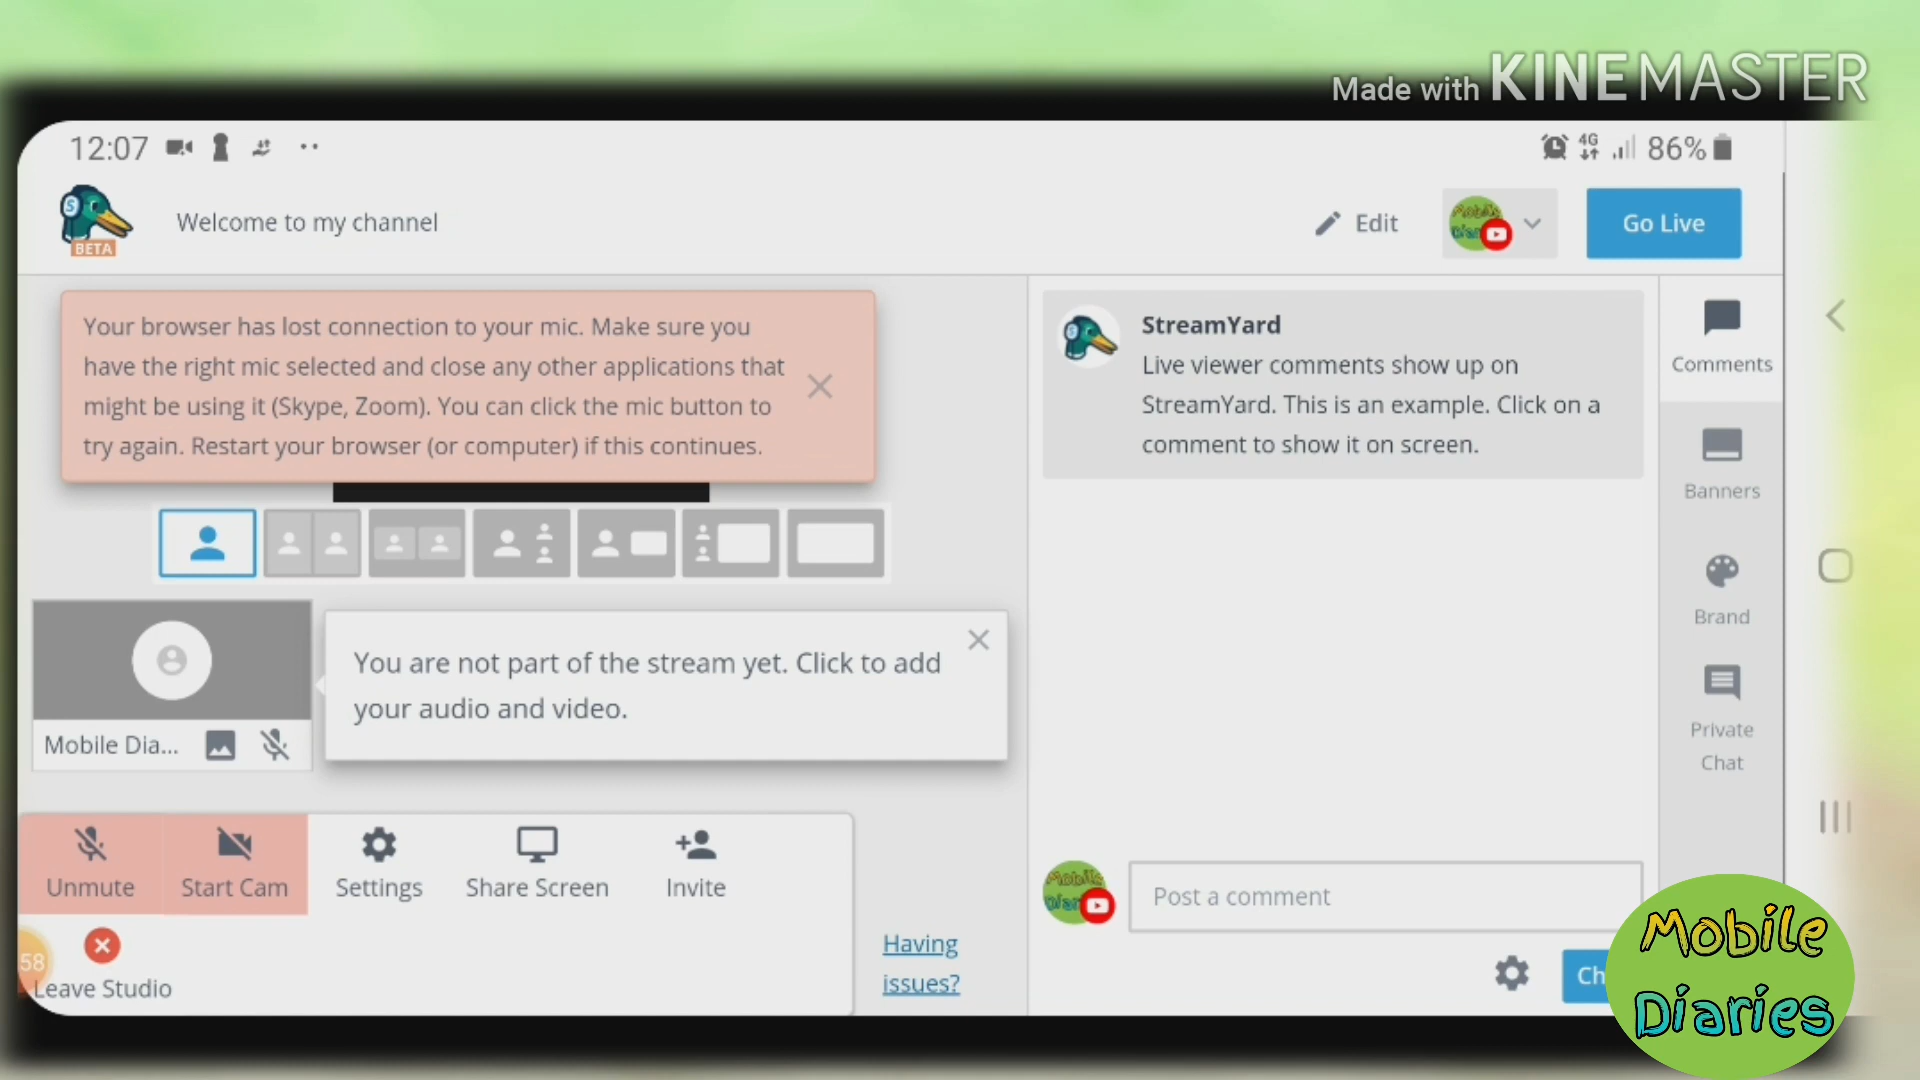 Made with KINEMASTER
12:07
4G
86%
S
BETA
Welcome to my channel
Edit
Go Live
Your browser has lost connection to your mic. Make sure you
have the right mic selected and close any other applications that
might be using it (Skype, Zoom). You can click the mic button to
try again. Restart your browser (or computer) if this continues.
StreamYard
Live viewer comments show up on
StreamYard. This is an example. Click on a
comment to show it on screen.
Comments
Banners
Brand
Private
Chat
You are not part of the stream yet. Click to add
your audio and video.
Mobile Dia...
Unmute
Start Cam
Settings
Share Screen
Invite
58
Leave Studio
Having
issues?
Post a comment
Ch
Mobile
Diaries